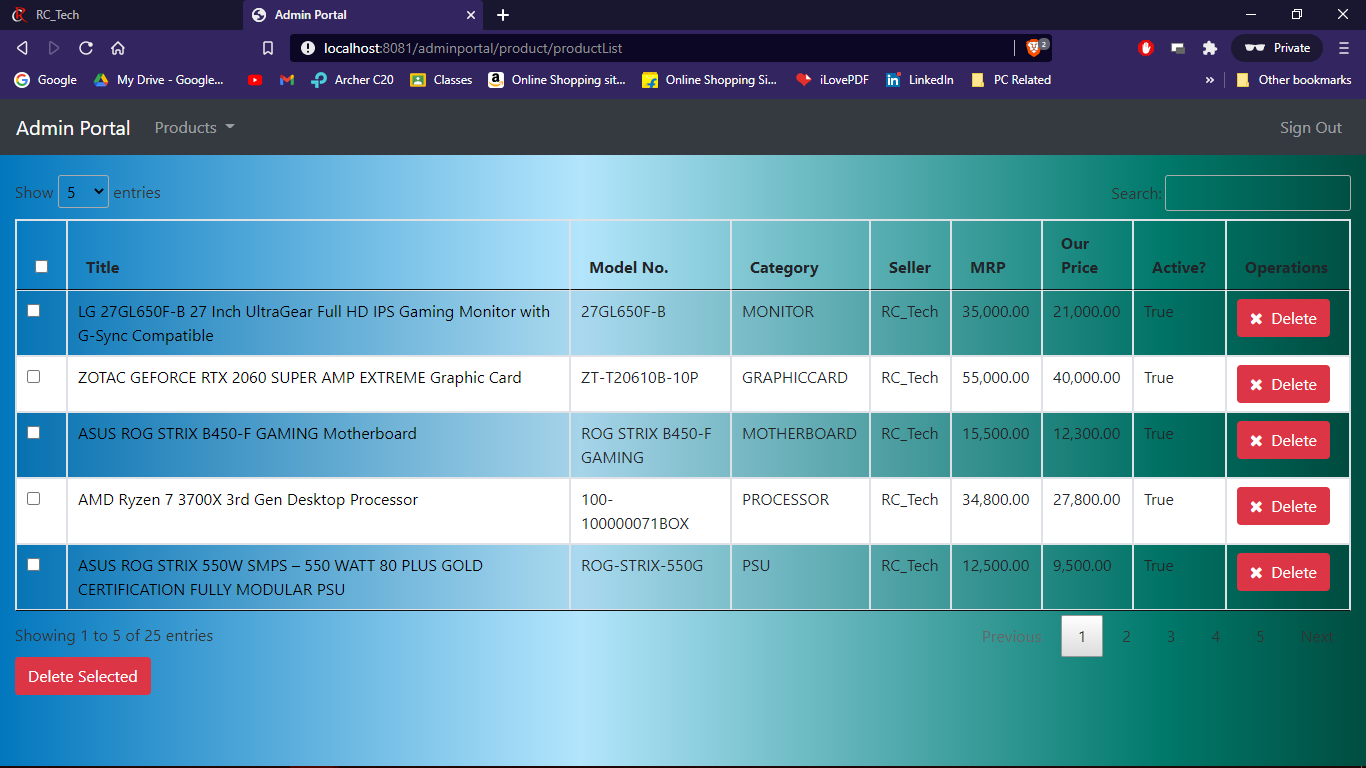 RC_Tech
Admin Portal
localhost:8081/adminportal/product/productList
2
Private
Google
My Drive - Google...
Archer C20
Classes
Online Shopping sit...
Online Shopping Si...
iLovePDF
LinkedIn
PC Related
»
Other bookmarks
Admin Portal
Products
Sign Out
Show 5 entries
Search:
Title Model No. Category Seller MRP Our Price Active? Operations
LG 27GL650F-B 27 Inch UltraGear Full HD IPS Gaming Monitor with
G-Sync Compatible
27GL650F-B
MONITOR
RC_Tech
35,000.00
21,000.00
True
Delete
ZOTAC GEFORCE RTX 2060 SUPER AMP EXTREME Graphic Card
ZT-T20610B-10P
GRAPHICCARD
RC_Tech
55,000.00
40,000.00
True
Delete
ASUS ROG STRIX B450-F GAMING Motherboard
ROG STRIX B450-F
GAMING
MOTHERBOARD
RC_Tech
15,500.00
12,300.00
True
Delete
AMD Ryzen 7 3700X 3rd Gen Desktop Processor
100-
100000071BOX
PROCESSOR
RC_Tech
34,800.00
27,800.00
True
Delete
ASUS ROG STRIX 550W SMPS – 550 WATT 80 PLUS GOLD
CERTIFICATION FULLY MODULAR PSU
ROG-STRIX-550G
PSU
RC_Tech
12,500.00
9,500.00
True
Delete
Showing 1 to 5 of 25 entries
Previous 1 2 3 4 5 Next
Delete Selected